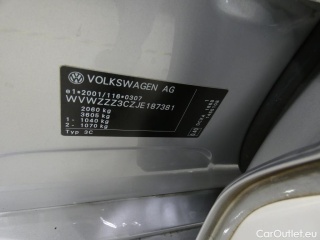 VOLKSWAGEN AG
e1*2001/116*0307
WVWZZZ3CZJE187381
2060 kg
3605 kg
1 - 1040 kg
2 - 1070 kg
Typ 3C
© CarOutlet.eu